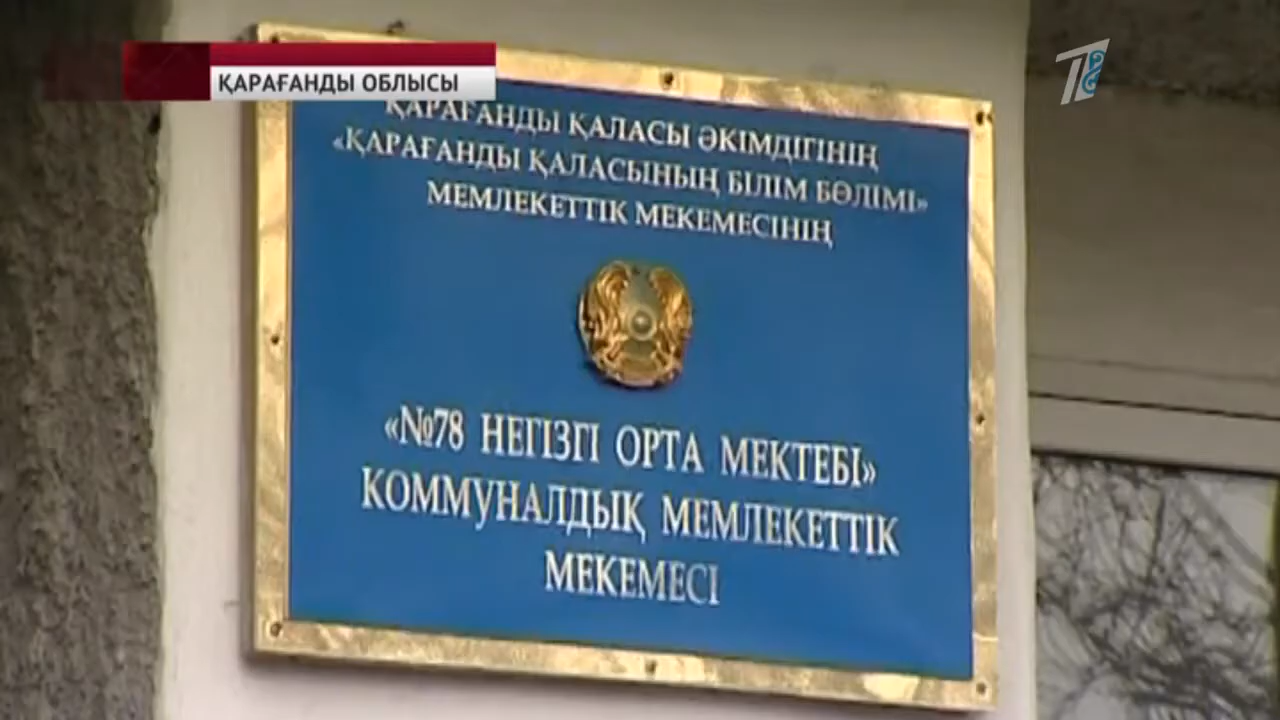 ҚАРАҒАНДЫ ОБЛЫСЫ
ҚАРАҒАНДЫ ҚАЛАСЫ ӘКІМДІГІНІҢ
«ҚАРАҒАНДЫ ҚАЛАСЫНЫҢ БІЛІМ БӨЛІМІ»
МЕМЛЕКЕТТІК МЕКЕМЕСІНІҢ
«№78 НЕГІЗГІ ОРТА МЕКТЕБІ»
КОММУНАЛДЫҚ МЕМЛЕКЕТТІК
МЕКЕМЕСІ